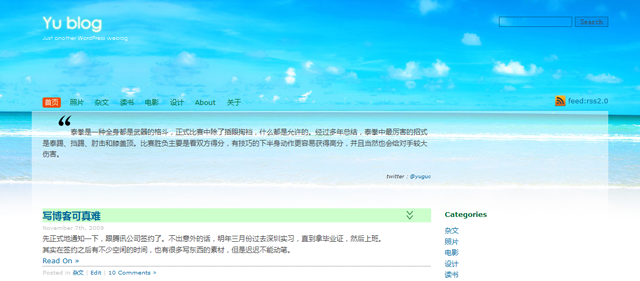 Yu blog
Just another WordPress weblog
Search
首页 照片 杂文 读书 电影 设计 About 关于
feed:rss2.0
“泰拳是一种全身都是武器的格斗，正式比赛中除了插眼掏裆，什么都是允许的。经过多年总结，泰拳中最厉害的招式
是泰踢、挡踢、肘击和膝盖顶。比赛胜负主要是看双方得分，有技巧的下半身动作更容易获得高分，并且当然也会给对手较大
伤害。
twitter : @yuguo
写博客可真难
November 7th, 2009
先正式地通知一下，跟腾讯公司签约了。不出意外的话，明年三月份过去深圳实习，直到拿毕业证，然后上班。
其实在签约之后有不少空闲的时间，也有很多写东西的素材，但是迟迟不能动笔。
Read On »
Posted in 杂文 | Edit | 10 Comments »
Categories
杂文
照片
电影
设计
读书